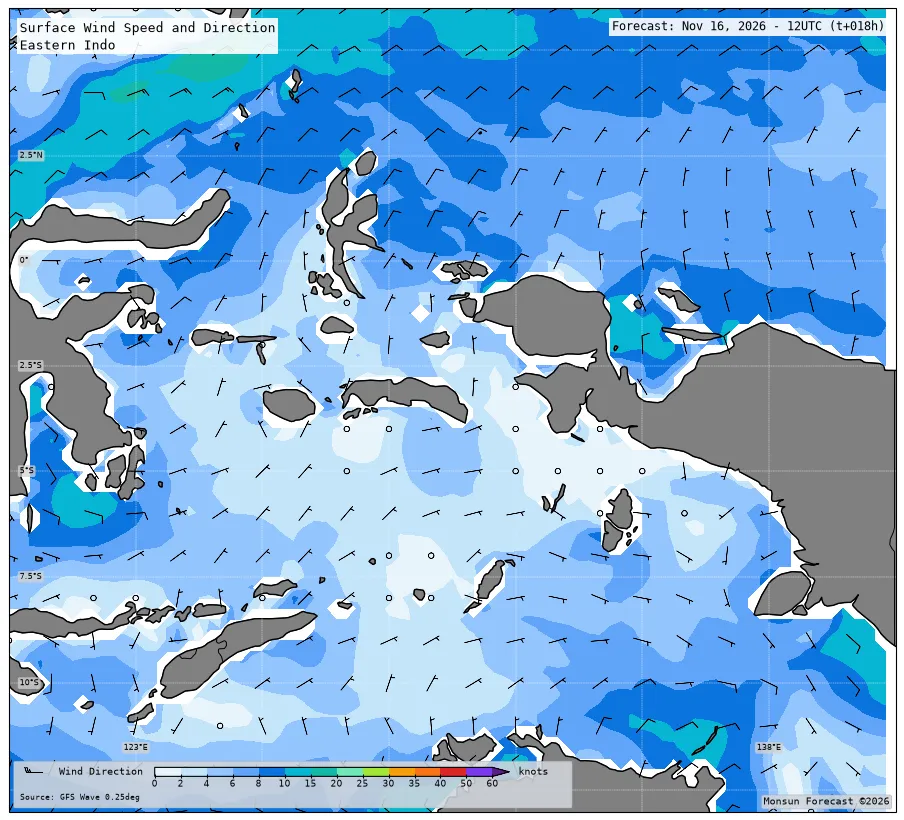 Surface Wind Speed and Direction
Eastern Indo
Forecast: Nov 16, 2026 - 12UTC (t+018h)
2.5°N
0°
2.5°S
5°S
7.5°S
10°S
123°E
138°E
Wind Direction
0 2 4 6 8 10 15 20 25 30 35 40 50 60
knots
Source: GFS Wave 0.25deg
Monsun Forecast ©2026